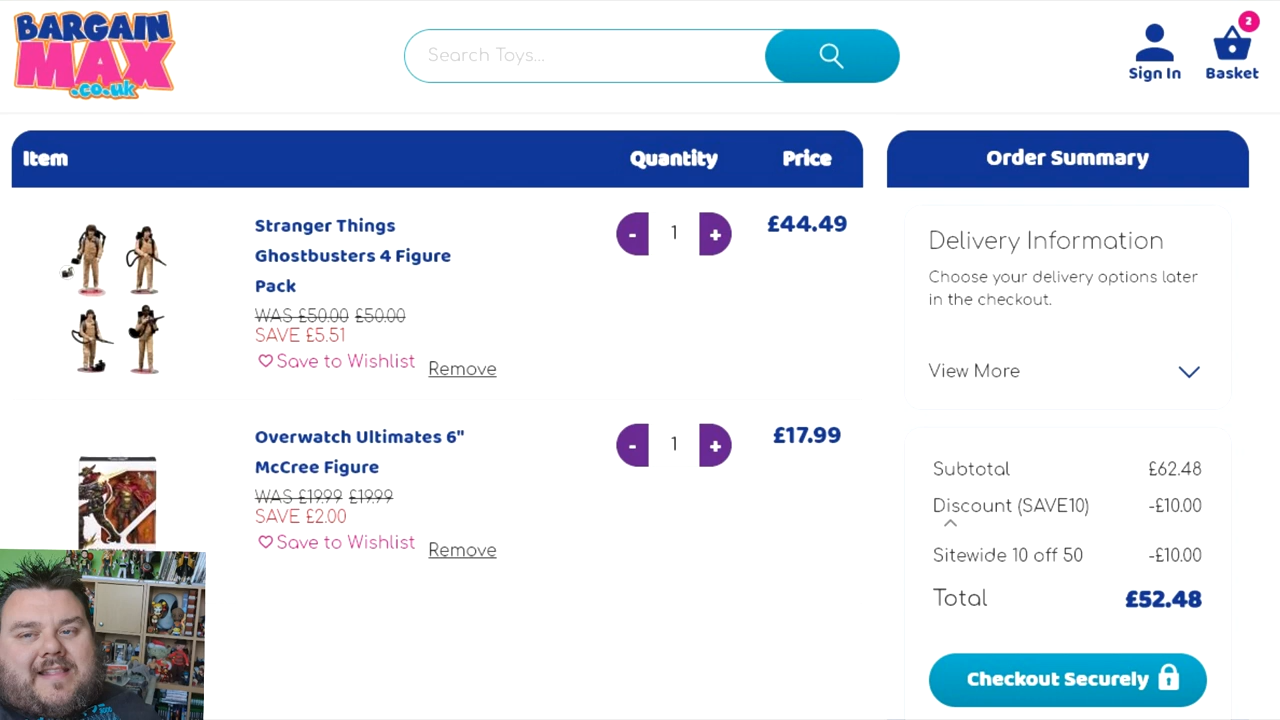 BARGAIN
MAX
.co.uk
Search Toys...
Sign In
2
Basket
Item
Quantity
Price
Stranger Things
Ghostbusters 4 Figure
Pack
WAS £50.00 £50.00
SAVE £5.51
Save to Wishlist
Remove
-
1
+
£44.49
Overwatch Ultimates 6"
McCree Figure
WAS £19.99 £19.99
SAVE £2.00
Save to Wishlist
Remove
-
1
+
£17.99
Order Summary
Delivery Information
Choose your delivery options later
in the checkout.
View More
Subtotal £62.48
Discount (SAVE10) -£10.00
Sitewide 10 off 50 -£10.00
Total £52.48
Checkout Securely